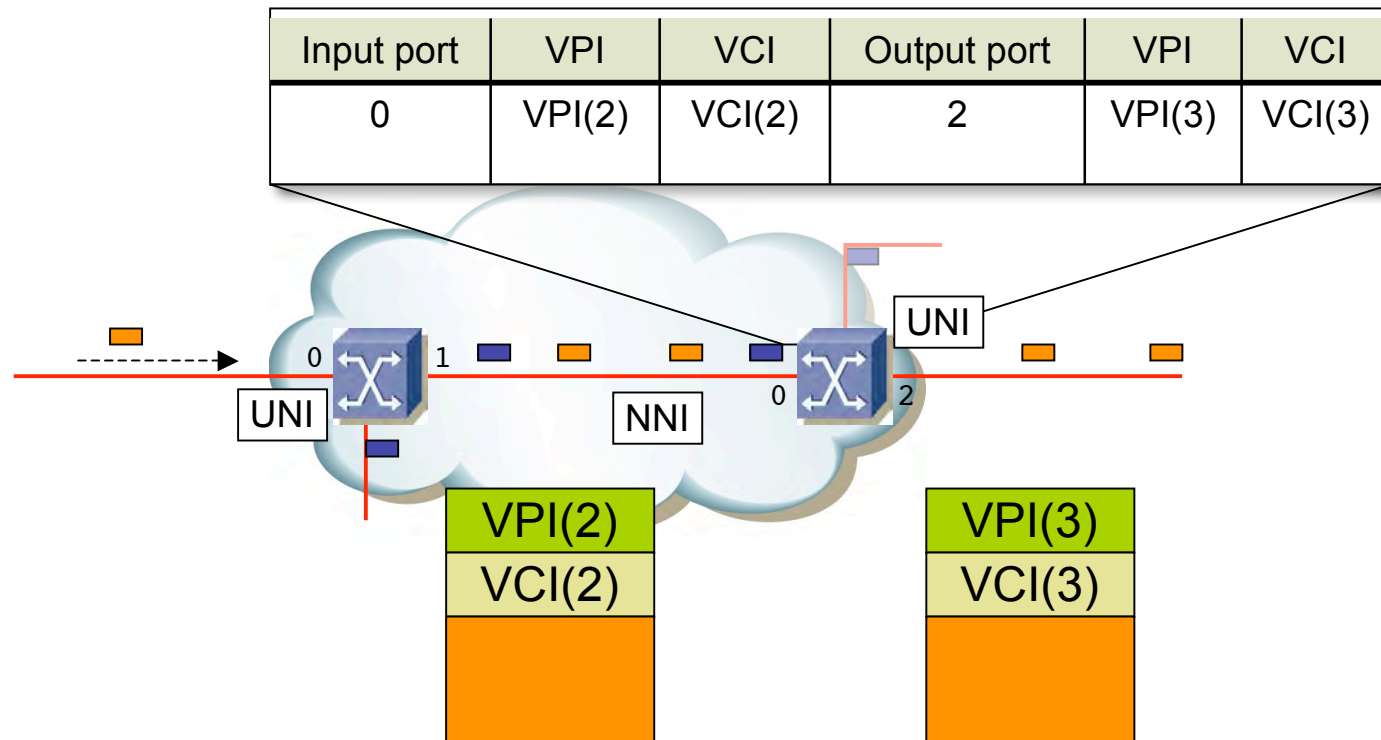 Input port VPI VCI Output port VPI VCI
0 VPI(2) VCI(2) 2 VPI(3) VCI(3)
UNI
0 1
0 2
UNI NNI
VPI(2) VPI(3)
VCI(2) VCI(3)